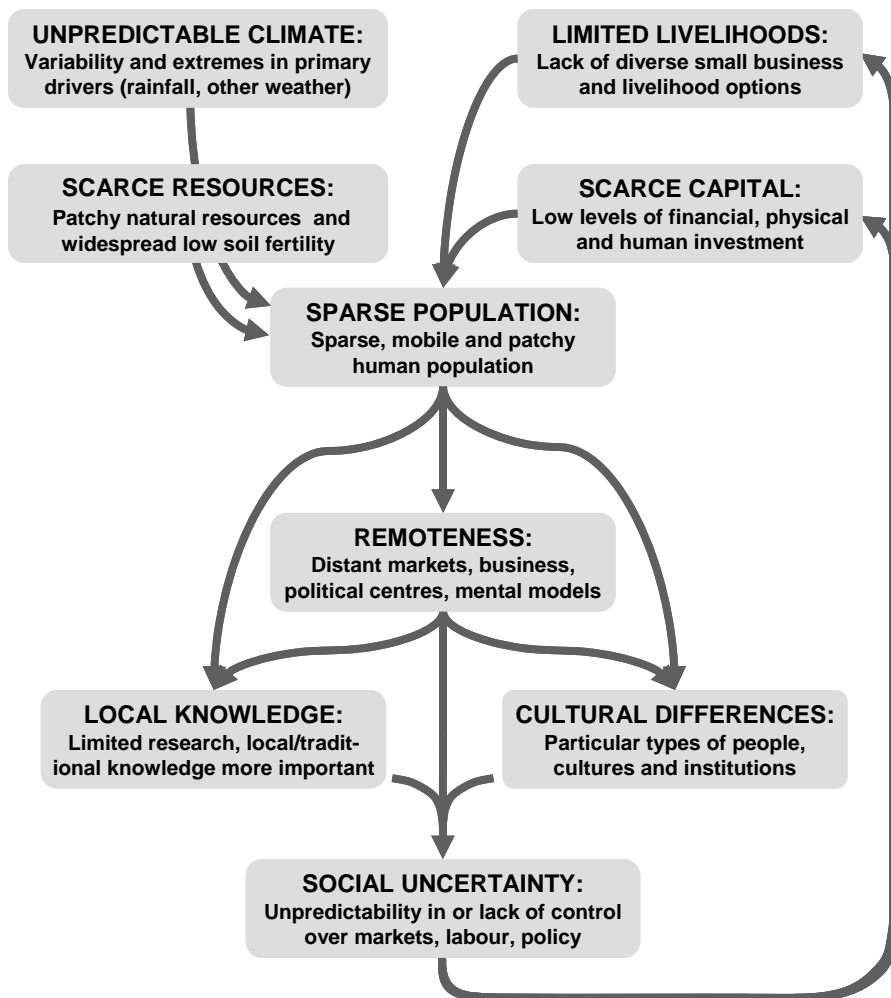 UNPREDICTABLE CLIMATE:
Variability and extremes in primary
drivers (rainfall, other weather)
LIMITED LIVELIHOODS:
Lack of diverse small business
and livelihood options
SCARCE RESOURCES:
Patchy natural resources and
widespread low soil fertility
SCARCE CAPITAL:
Low levels of financial, physical
and human investment
SPARSE POPULATION:
Sparse, mobile and patchy
human population
REMOTENESS:
Distant markets, business,
political centres, mental models
LOCAL KNOWLEDGE:
Limited research, local/tradit-
ional knowledge more important
CULTURAL DIFFERENCES:
Particular types of people,
cultures and institutions
SOCIAL UNCERTAINTY:
Unpredictability in or lack of control
over markets, labour, policy